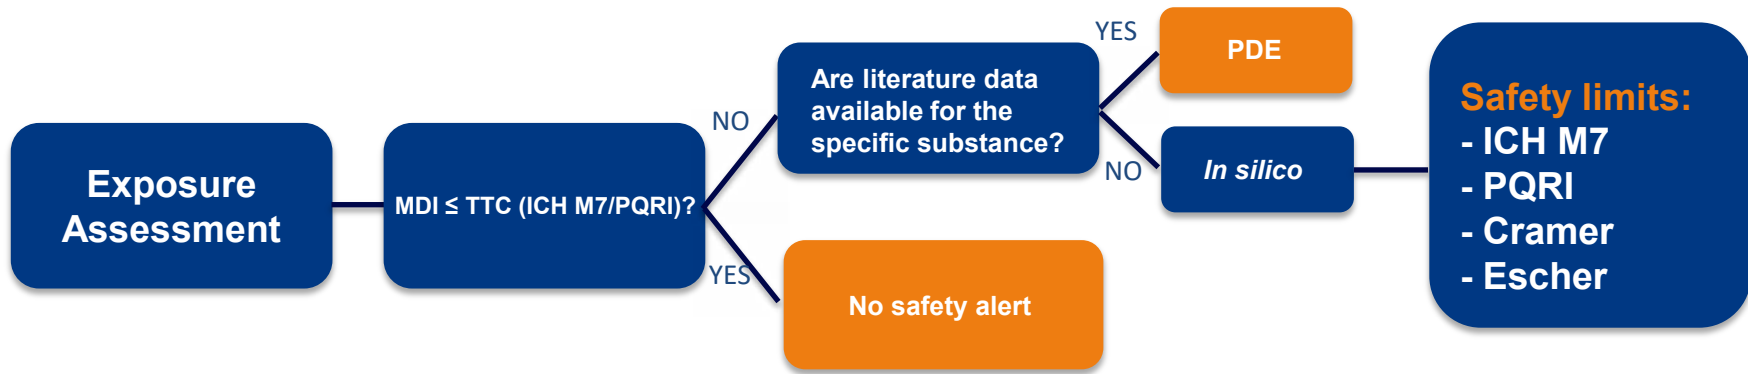 Exposure
Assessment
MDI ≤ TTC (ICH M7/PQRI)?
NO
YES
Are literature data
available for the
specific substance?
No safety alert
YES
NO
PDE
In silico
Safety limits:
- ICH M7
- PQRI
- Cramer
- Escher